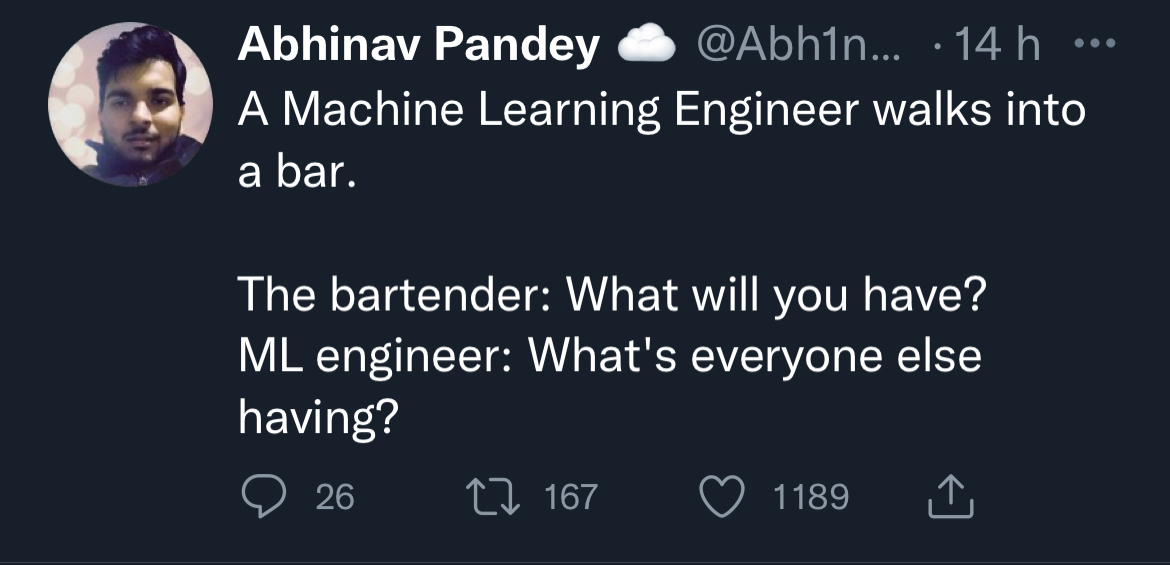 Abhinav Pandey ☁️ @Abh1n... · 14 h
A Machine Learning Engineer walks into
a bar.
The bartender: What will you have?
ML engineer: What's everyone else
having?
26 167 1189